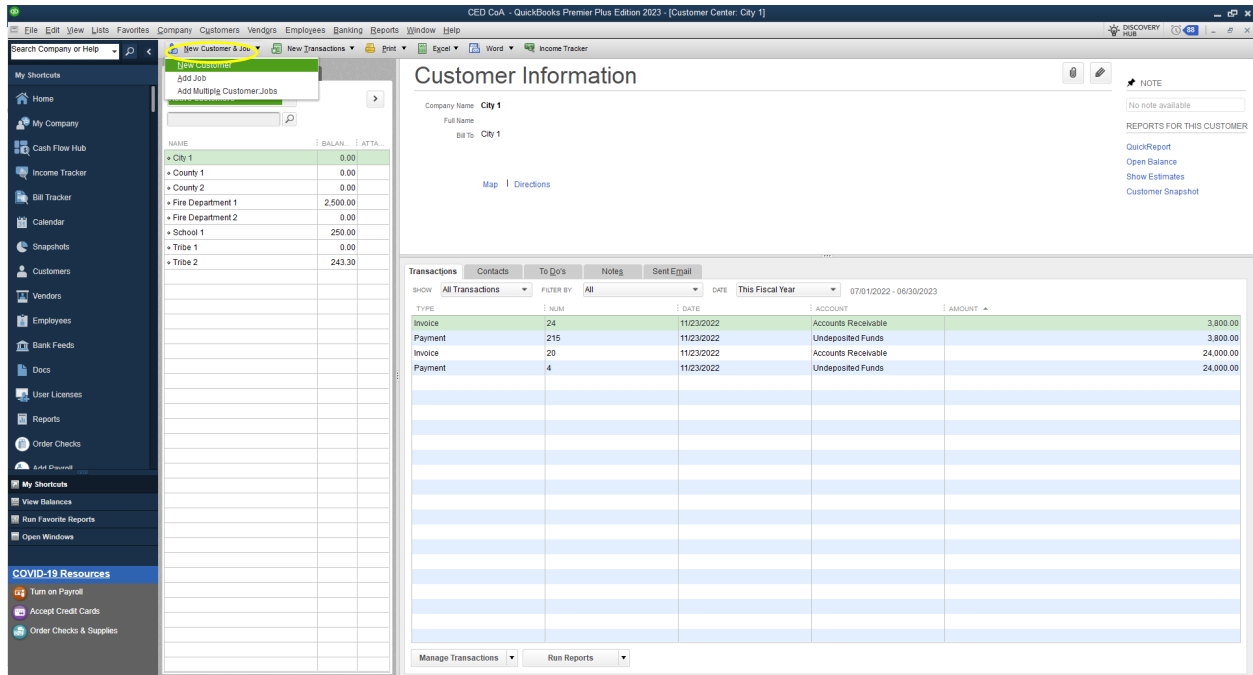 CED CoA - QuickBooks Premier Plus Edition 2023 - [Customer Center: City 1]
File Edit View Lists Favorites Company Customers Vendors Employees Banking Reports Window Help
DISCOVERY HUB 88
Search Company or Help
New Customer & Job New Transactions Print Excel Word Income Tracker
New Customer
Add Job
Add Multiple Customer:Jobs
My Shortcuts
Home
My Company
Cash Flow Hub
Income Tracker
Bill Tracker
Calendar
Snapshots
Customers
Vendors
Employees
Bank Feeds
Docs
User Licenses
Reports
Order Checks
Add Payroll
My Shortcuts
View Balances
Run Favorite Reports
Open Windows
COVID-19 Resources
Turn on Payroll
Accept Credit Cards
Order Checks & Supplies
NAME BALAN... ATTA...
City 1 0.00
County 1 0.00
County 2 0.00
Fire Department 1 2,500.00
Fire Department 2 0.00
School 1 250.00
Tribe 1 0.00
Tribe 2 243.30
Customer Information
Company Name City 1
Full Name
Bill To City 1
Map | Directions
NOTE
No note available
REPORTS FOR THIS CUSTOMER
QuickReport
Open Balance
Show Estimates
Customer Snapshot
Transactions Contacts To Do's Notes Sent Email
SHOW All Transactions FILTER BY All DATE This Fiscal Year 07/01/2022 - 06/30/2023
TYPE NUM DATE ACCOUNT AMOUNT
Invoice 24 11/23/2022 Accounts Receivable 3,800.00
Payment 215 11/23/2022 Undeposited Funds 3,800.00
Invoice 20 11/23/2022 Accounts Receivable 24,000.00
Payment 4 11/23/2022 Undeposited Funds 24,000.00
Manage Transactions Run Reports